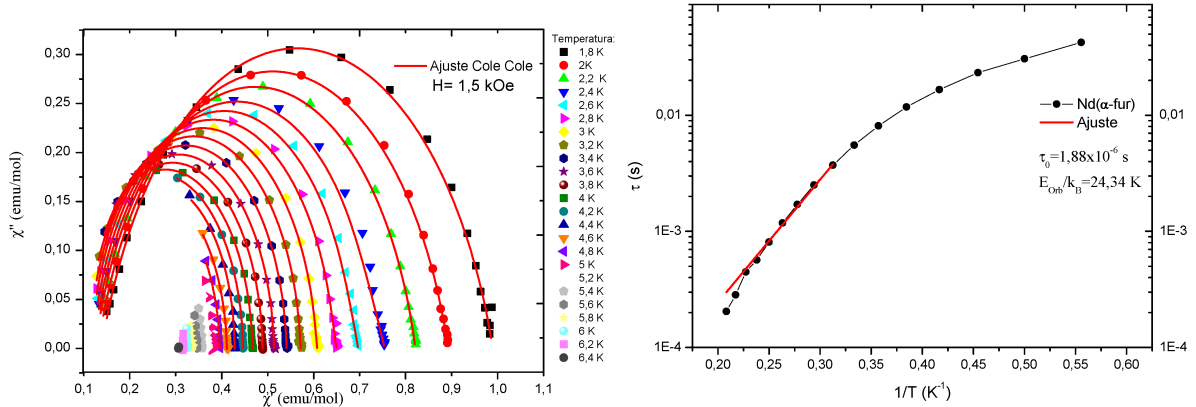 0,30
0,25
0,20
0,15
0,10
0,05
0,00
χ'' (emu/mol)
0,1 0,2 0,3 0,4 0,5 0,6 0,7 0,8 0,9 1,0 1,1
χ' (emu/mol)
Ajuste Cole Cole
H= 1,5 kOe
Temperatura:
1,8 K
2K
2,2 K
2,4 K
2,6 K
2,8 K
3 K
3,2 K
3,4 K
3,6 K
3,8 K
4 K
4,2 K
4,4 K
4,6 K
4,8 K
5 K
5,4 K
5,6 K
5,8 K
6 K
6,2 K
6,4 K
0,01
1E-3
1E-4
τ (s)
0,20 0,25 0,30 0,35 0,40 0,45 0,50 0,55 0,60
1/T (K⁻¹)
Nd(α-fur)
Ajuste
τ₀=1,88x10⁻⁶ s
E_Orb/k_B=24,34 K
0,01
1E-3
1E-4